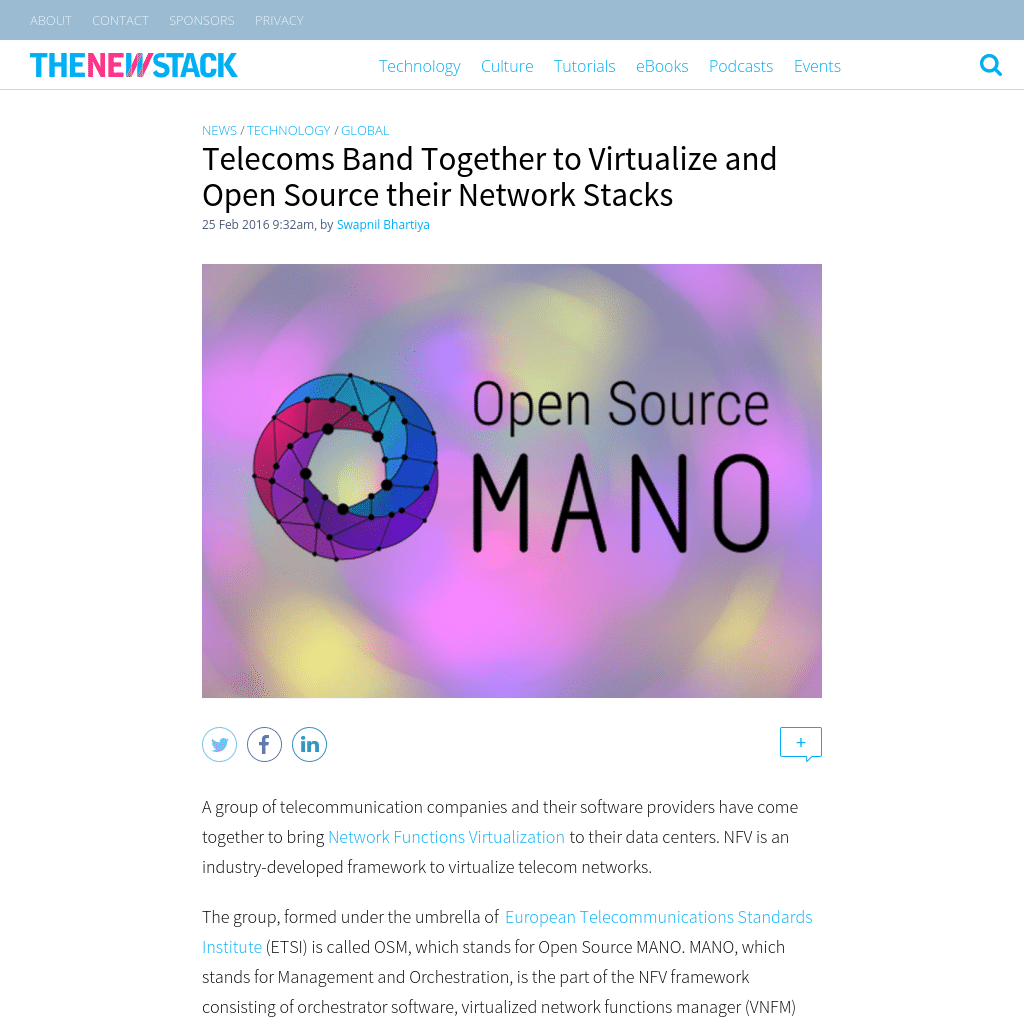 ABOUT CONTACT SPONSORS PRIVACY
THENEWSTACK Technology Culture Tutorials eBooks Podcasts Events
NEWS / TECHNOLOGY / GLOBAL
Telecoms Band Together to Virtualize and
Open Source their Network Stacks
25 Feb 2016 9:32am, by Swapnil Bhartiya
Open Source
MANO
+
A group of telecommunication companies and their software providers have come
together to bring Network Functions Virtualization to their data centers. NFV is an
industry-developed framework to virtualize telecom networks.
The group, formed under the umbrella of European Telecommunications Standards
Institute (ETSI) is called OSM, which stands for Open Source MANO. MANO, which
stands for Management and Orchestration, is the part of the NFV framework
consisting of orchestrator software, virtualized network functions manager (VNFM)